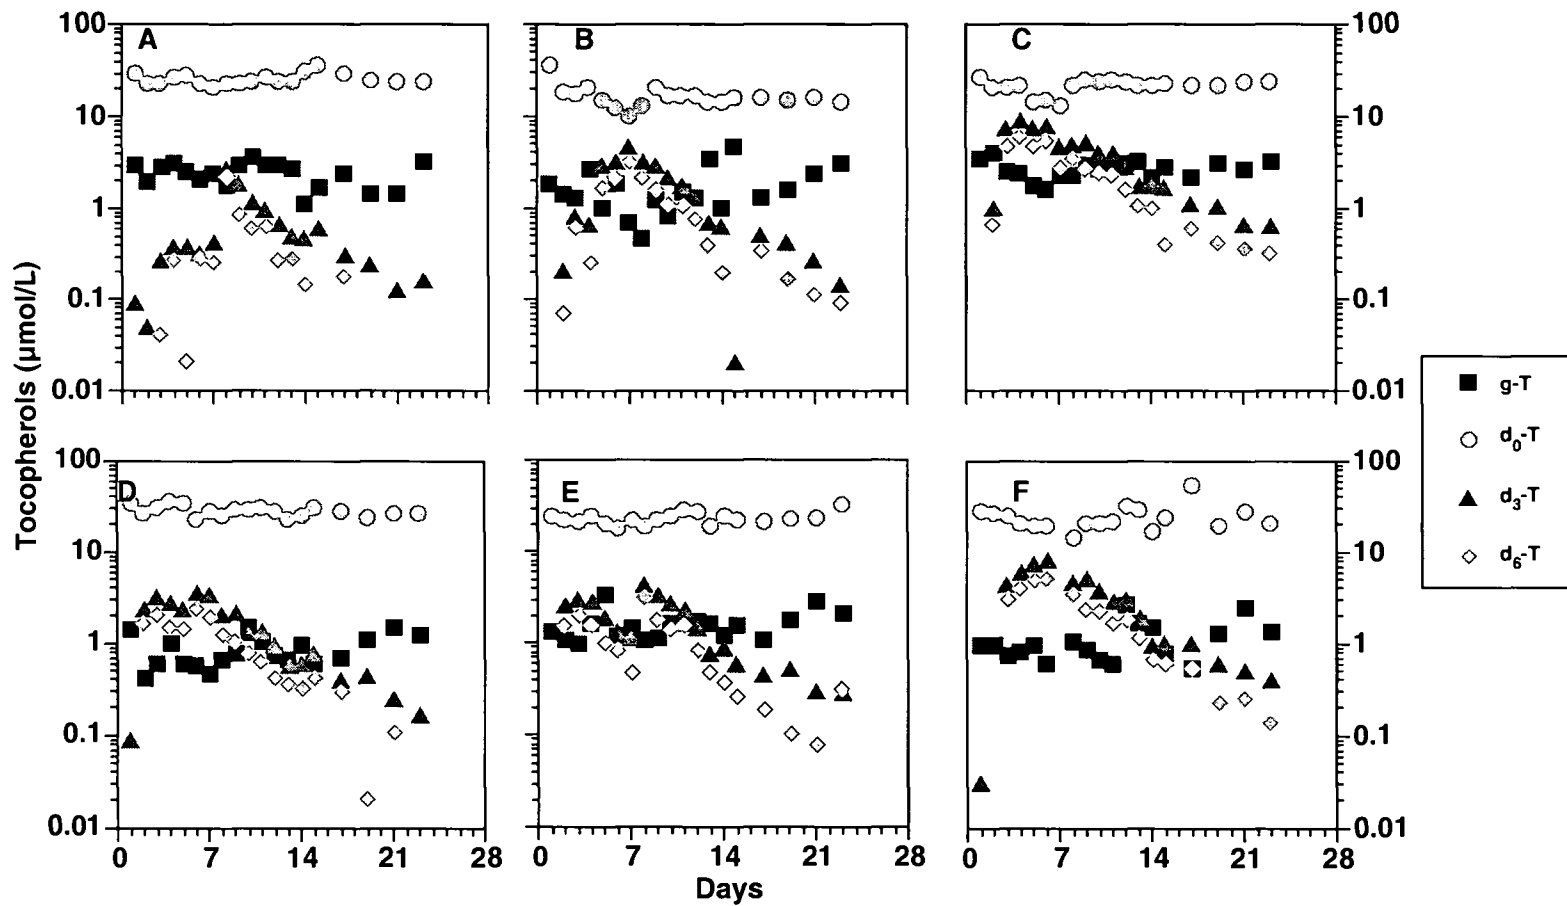 100 A B C 100
10 10
1 1
0.1 0.1
0.01 0.01
Tocopherols (µmol/L)
g-T
d0-T
d3-T
d6-T
100 D E F 100
10 10
1 1
0.1 0.1
0.01 0.01
0 7 14 21 28 0 7 14 21 28 0 7 14 21 28
Days